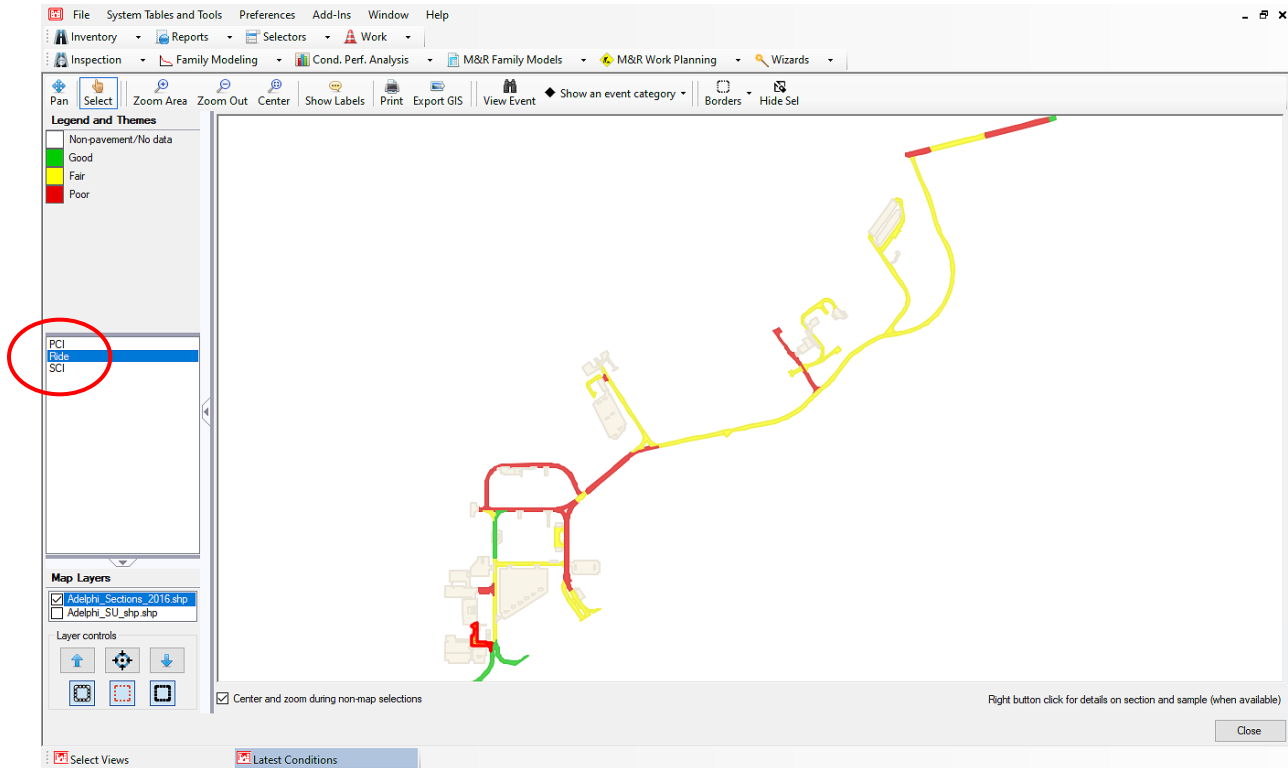 File System Tables and Tools Preferences Add-Ins Window Help
Inventory Reports Selectors Work
Inspection Family Modeling Cond. Perf. Analysis M&R Family Models M&R Work Planning Wizards
Pan Select Zoom Area Zoom Out Center Show Labels Print Export GIS View Event Show an event category Borders Hide Sel
Legend and Themes
Non-pavement/No data
Good
Fair
Poor
PCI
Ride
SCI
Map Layers
Adelphi_Sections_2016.shp
Adelphi_SU_shp.shp
Layer controls
Center and zoom during non-map selections
Right button click for details on section and sample (when available)
Close
Select Views
Latest Conditions